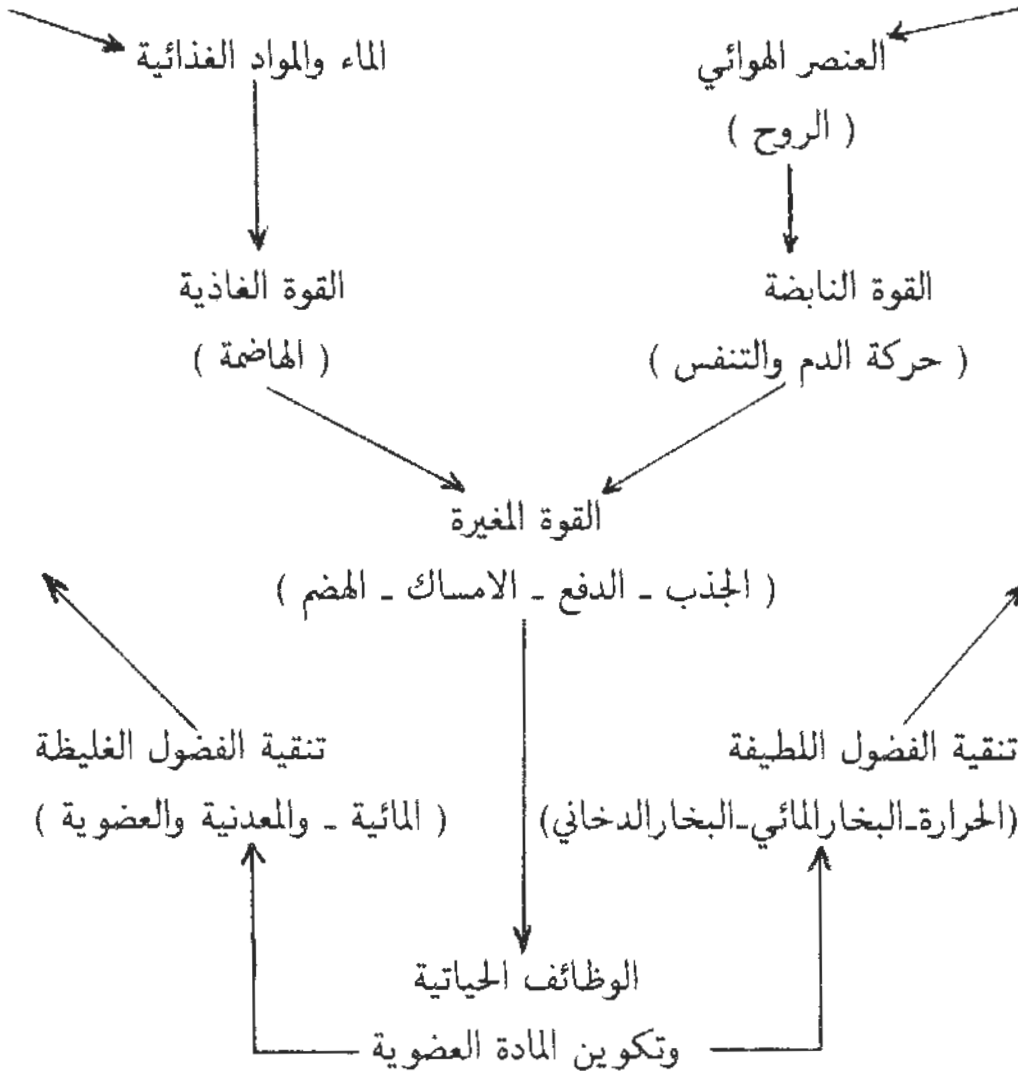 العنصر الهوائي
الماء والمواد الغذائية
( الروح )
القوة النابضة
القوة الغاذية
( حركة الدم والتنفس )
( الهاضمة )
القوة المغيرة
( الجذب ـ الدفع ـ الامساك ـ الهضم )
تنقية الفضول اللطيفة
تنقية الفضول الغليظة
(الحرارة-البخارالمائي-البخارالدخاني)
( المائية ـ والمعدنية والعضوية )
الوظائف الحياتية
وتكوين المادة العضوية